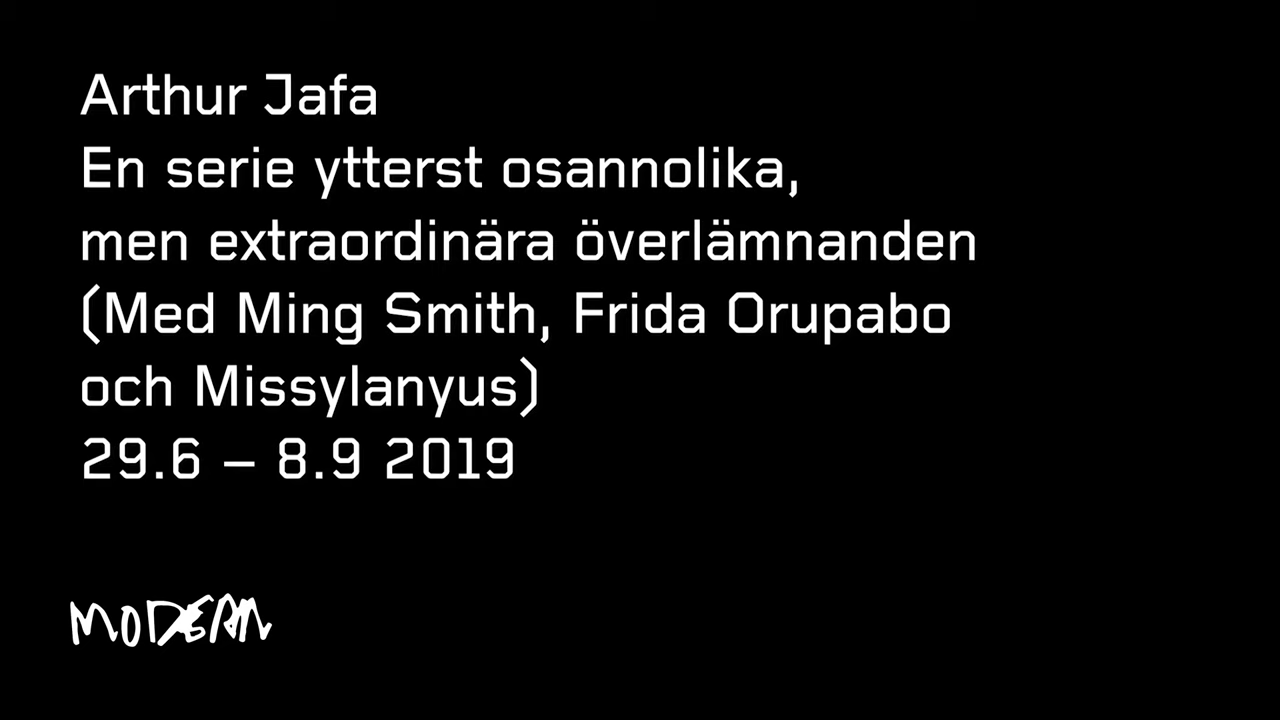 Arthur Jafa
En serie ytterst osannolika,
men extraordinära överlämnanden
(Med Ming Smith, Frida Orupabo
och Missylanyus)
29.6 – 8.9 2019
MODERN